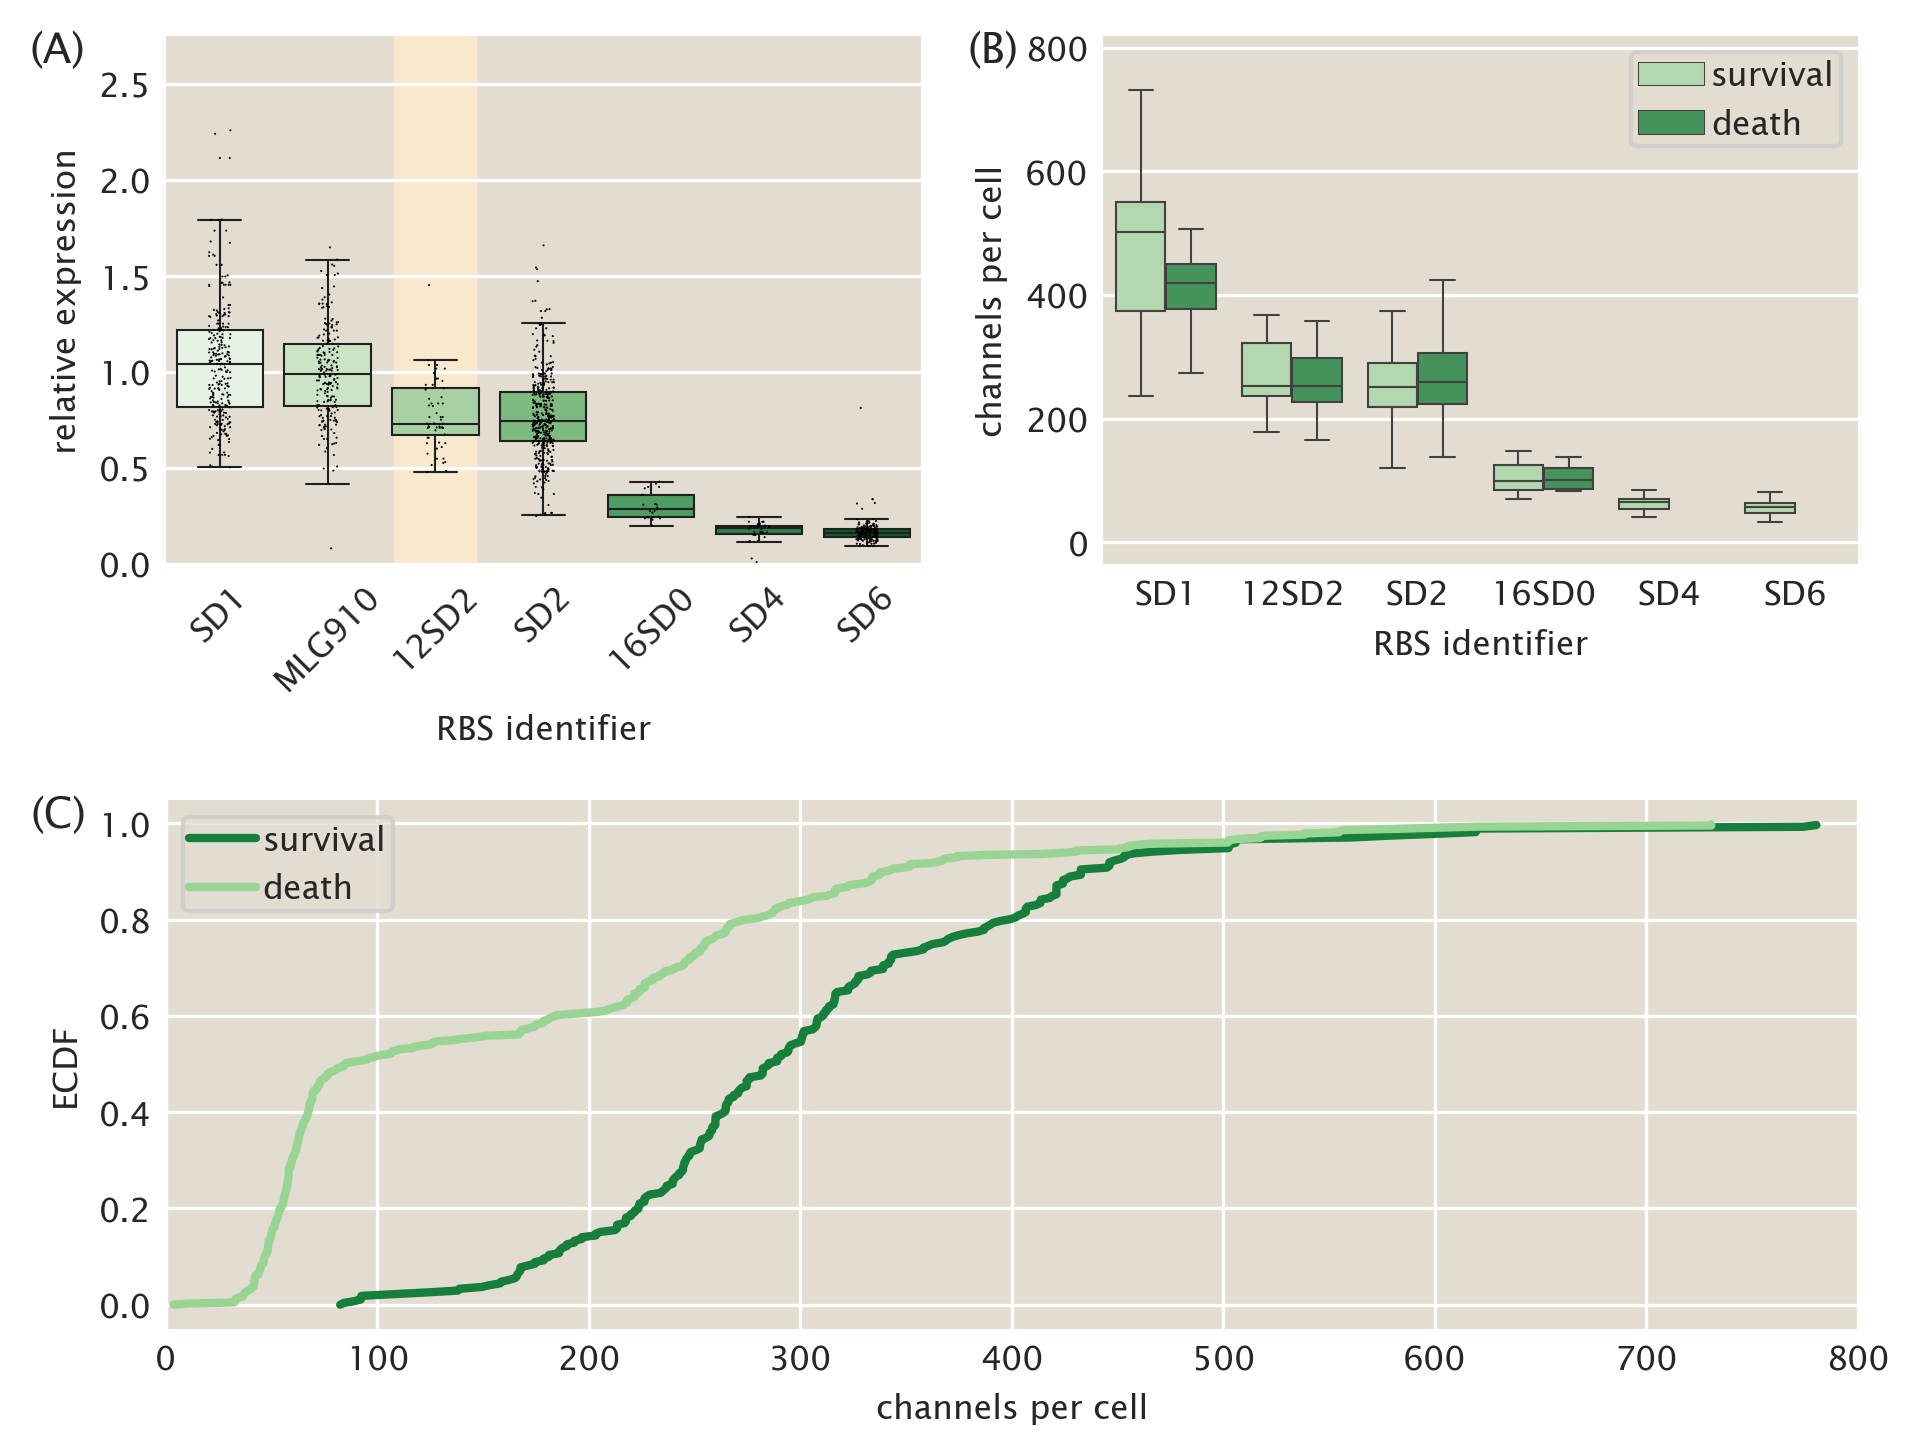 (A)
2.5
2.0
1.5
1.0
0.5
0.0
relative expression
SD1
MLG910
12SD2
SD2
16SD0
SD4
SD6
RBS identifier
(B)
800
600
400
200
0
channels per cell
survival
death
SD1 12SD2 SD2 16SD0 SD4 SD6
RBS identifier
(C)
1.0
0.8
0.6
0.4
0.2
0.0
ECDF
survival
death
0 100 200 300 400 500 600 700 800
channels per cell